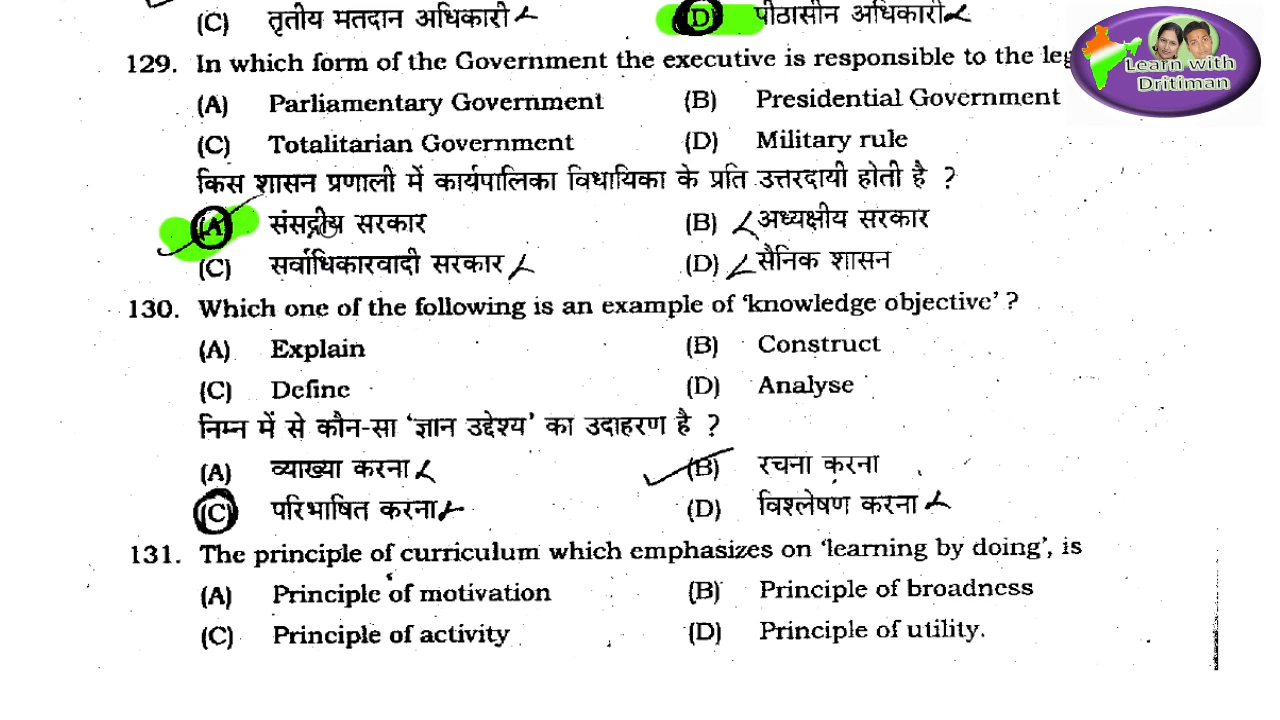 (C) तृतीय मतदान अधिकारी (D) पीठासीन अधिकारी
129. In which form of the Government the executive is responsible to the leg
(A) Parliamentary Government (B) Presidential Government
(C) Totalitarian Government (D) Military rule
किस शासन प्रणाली में कार्यपालिका विधायिका के प्रति उत्तरदायी होती है ?
(A) संसद्वीय सरकार (B) अध्यक्षीय सरकार
(C) सर्वाधिकारवादी सरकार (D) सैनिक शासन
130. Which one of the following is an example of ‘knowledge objective’ ?
(A) Explain (B) Construct
(C) Define (D) Analyse
निम्न में से कौन-सा ‘ज्ञान उद्देश्य’ का उदाहरण है ?
(A) व्याख्या करना (B) रचना करना
(C) परिभाषित करना (D) विश्लेषण करना
131. The principle of curriculum which emphasizes on ‘learning by doing’, is
(A) Principle of motivation (B) Principle of broadness
(C) Principle of activity (D) Principle of utility.
Learn with
Dritiman